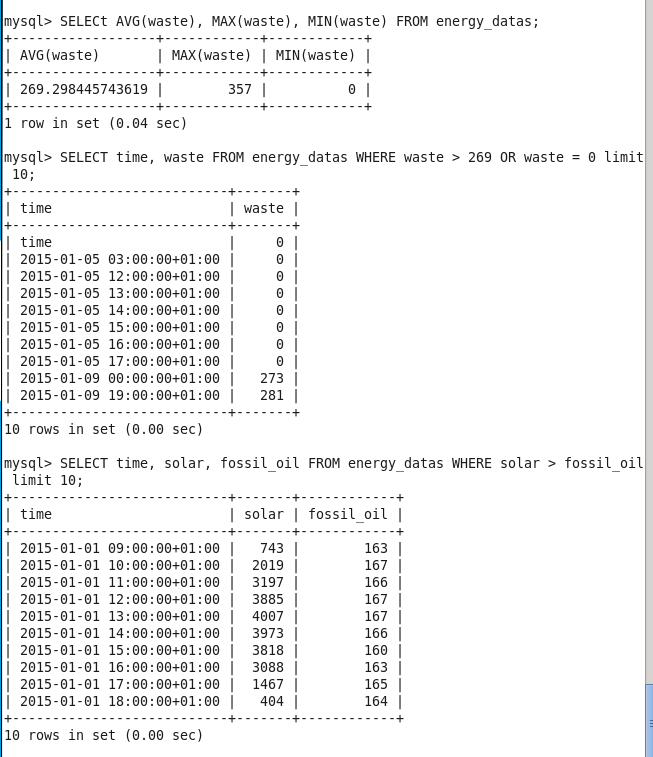 mysql> SELECt AVG(waste), MAX(waste), MIN(waste) FROM energy_datas;
+------------------+------------+------------+
| AVG(waste)       | MAX(waste) | MIN(waste) |
+------------------+------------+------------+
| 269.298445743619 |        357 |          0 |
+------------------+------------+------------+
1 row in set (0.04 sec)

mysql> SELECT time, waste FROM energy_datas WHERE waste > 269 OR waste = 0 limit
 10;
+---------------------------+-------+
| time                      | waste |
+---------------------------+-------+
| time                      |     0 |
| 2015-01-05 03:00:00+01:00 |     0 |
| 2015-01-05 12:00:00+01:00 |     0 |
| 2015-01-05 13:00:00+01:00 |     0 |
| 2015-01-05 14:00:00+01:00 |     0 |
| 2015-01-05 15:00:00+01:00 |     0 |
| 2015-01-05 16:00:00+01:00 |     0 |
| 2015-01-05 17:00:00+01:00 |     0 |
| 2015-01-09 00:00:00+01:00 |   273 |
| 2015-01-09 19:00:00+01:00 |   281 |
+---------------------------+-------+
10 rows in set (0.00 sec)

mysql> SELECT time, solar, fossil_oil FROM energy_datas WHERE solar > fossil_oil
 limit 10;
+---------------------------+-------+------------+
| time                      | solar | fossil_oil |
+---------------------------+-------+------------+
| 2015-01-01 09:00:00+01:00 |   743 |        163 |
| 2015-01-01 10:00:00+01:00 |  2019 |        167 |
| 2015-01-01 11:00:00+01:00 |  3197 |        166 |
| 2015-01-01 12:00:00+01:00 |  3885 |        167 |
| 2015-01-01 13:00:00+01:00 |  4007 |        167 |
| 2015-01-01 14:00:00+01:00 |  3973 |        166 |
| 2015-01-01 15:00:00+01:00 |  3818 |        160 |
| 2015-01-01 16:00:00+01:00 |  3088 |        163 |
| 2015-01-01 17:00:00+01:00 |  1467 |        165 |
| 2015-01-01 18:00:00+01:00 |   404 |        164 |
+---------------------------+-------+------------+
10 rows in set (0.00 sec)